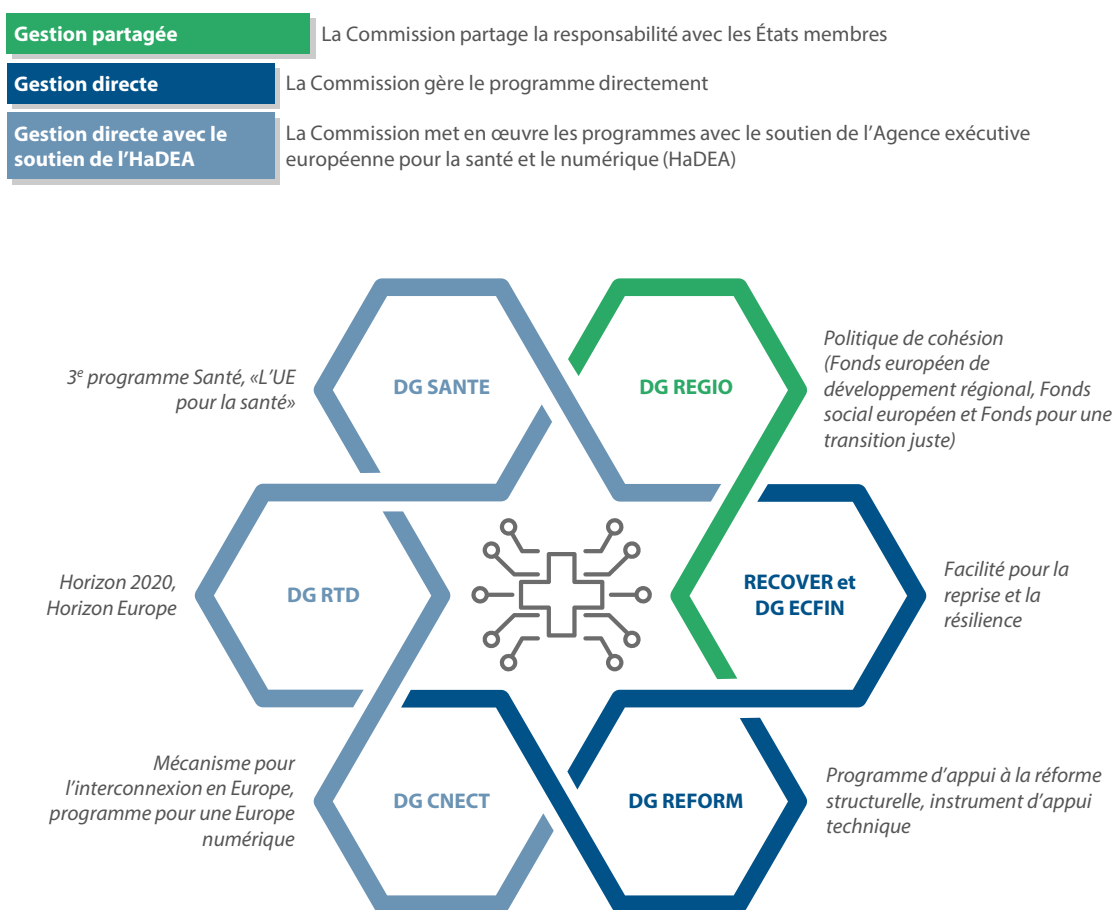 Gestion partagée
La Commission partage la responsabilité avec les États membres
Gestion directe
La Commission gère le programme directement
Gestion directe avec le
soutien de l'HaDEA
La Commission met en œuvre les programmes avec le soutien de l'Agence exécutive
européenne pour la santé et le numérique (HaDEA)
3e programme Santé, «L'UE
pour la santé»
DG SANTE
DG REGIO
Politique de cohésion
(Fonds européen de
développement régional, Fonds
social européen et Fonds pour une
transition juste)
Horizon 2020,
Horizon Europe
DG RTD
RECOVER et
DG ECFIN
Facilité pour la
reprise et la
résilience
Mécanisme pour
l'interconnexion en Europe,
programme pour une Europe
numérique
DG CNECT
DG REFORM
Programme d'appui à la réforme
structurelle, instrument d'appui
technique